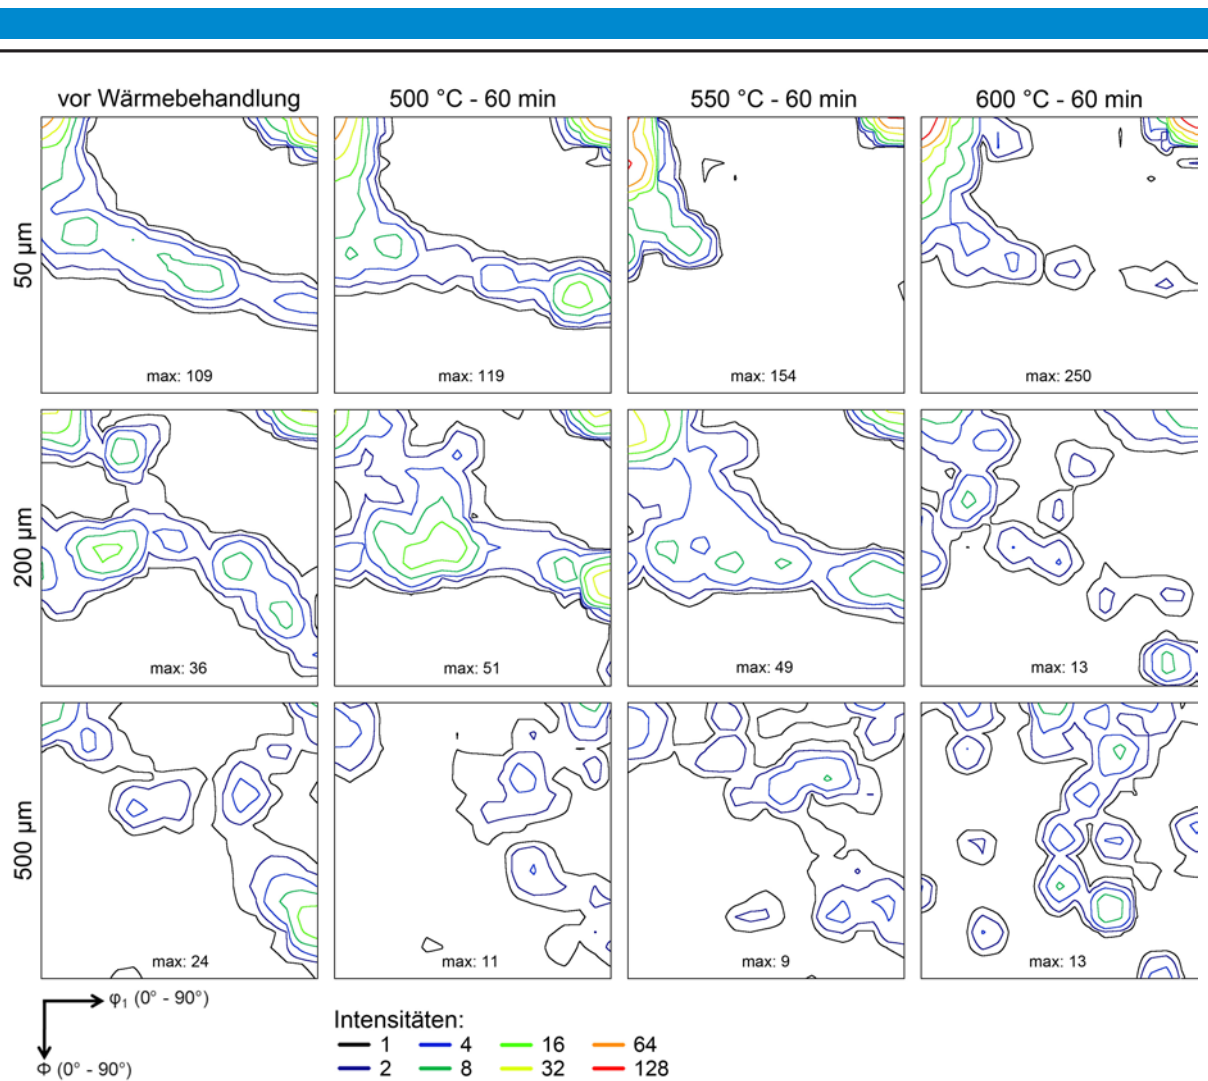 vor Wärmebehandlung 500 °C - 60 min 550 °C - 60 min 600 °C - 60 min
50 µm
max: 109 max: 119 max: 154 max: 250
200 µm
max: 36 max: 51 max: 49 max: 13
500 µm
max: 24 max: 11 max: 9 max: 13
φ₁ (0° - 90°)
Φ (0° - 90°)
Intensitäten:
1 4 16 64
2 8 32 128